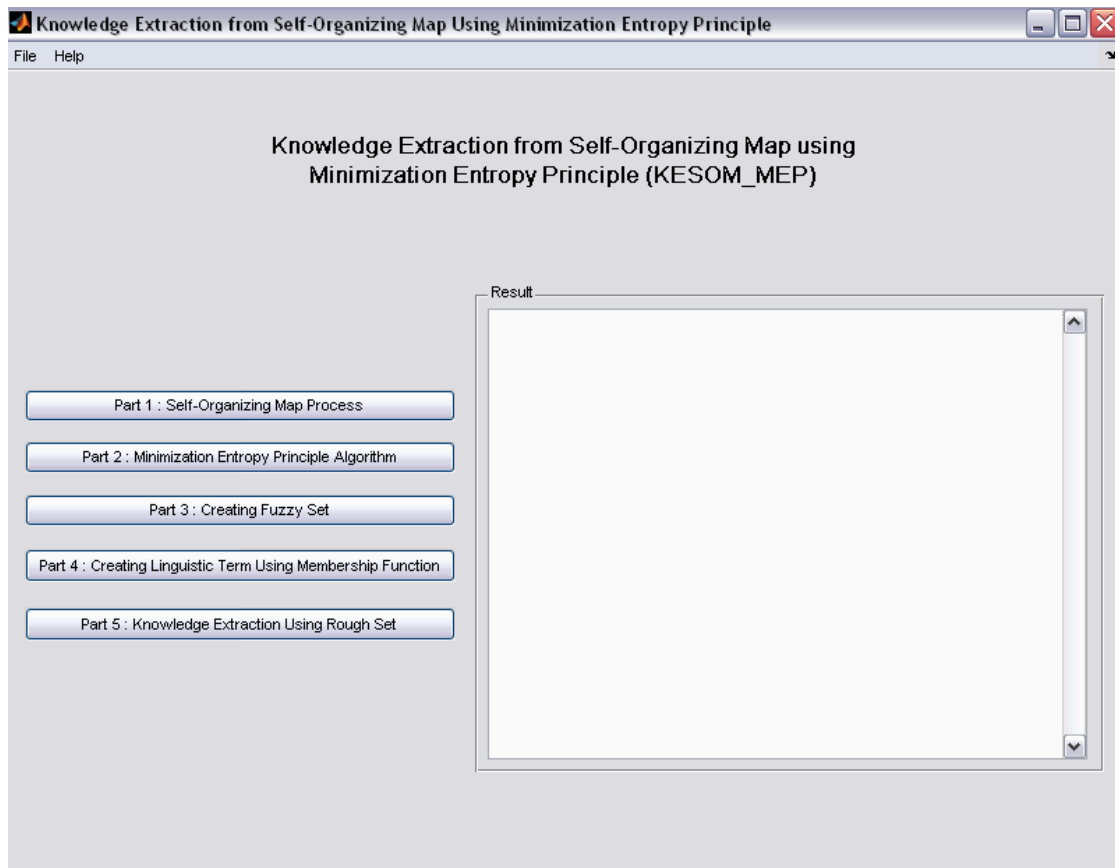 Knowledge Extraction from Self-Organizing Map Using Minimization Entropy Principle
File Help
Knowledge Extraction from Self-Organizing Map using
Minimization Entropy Principle (KESOM_MEP)
Result
Part 1 : Self-Organizing Map Process
Part 2 : Minimization Entropy Principle Algorithm
Part 3 : Creating Fuzzy Set
Part 4 : Creating Linguistic Term Using Membership Function
Part 5 : Knowledge Extraction Using Rough Set